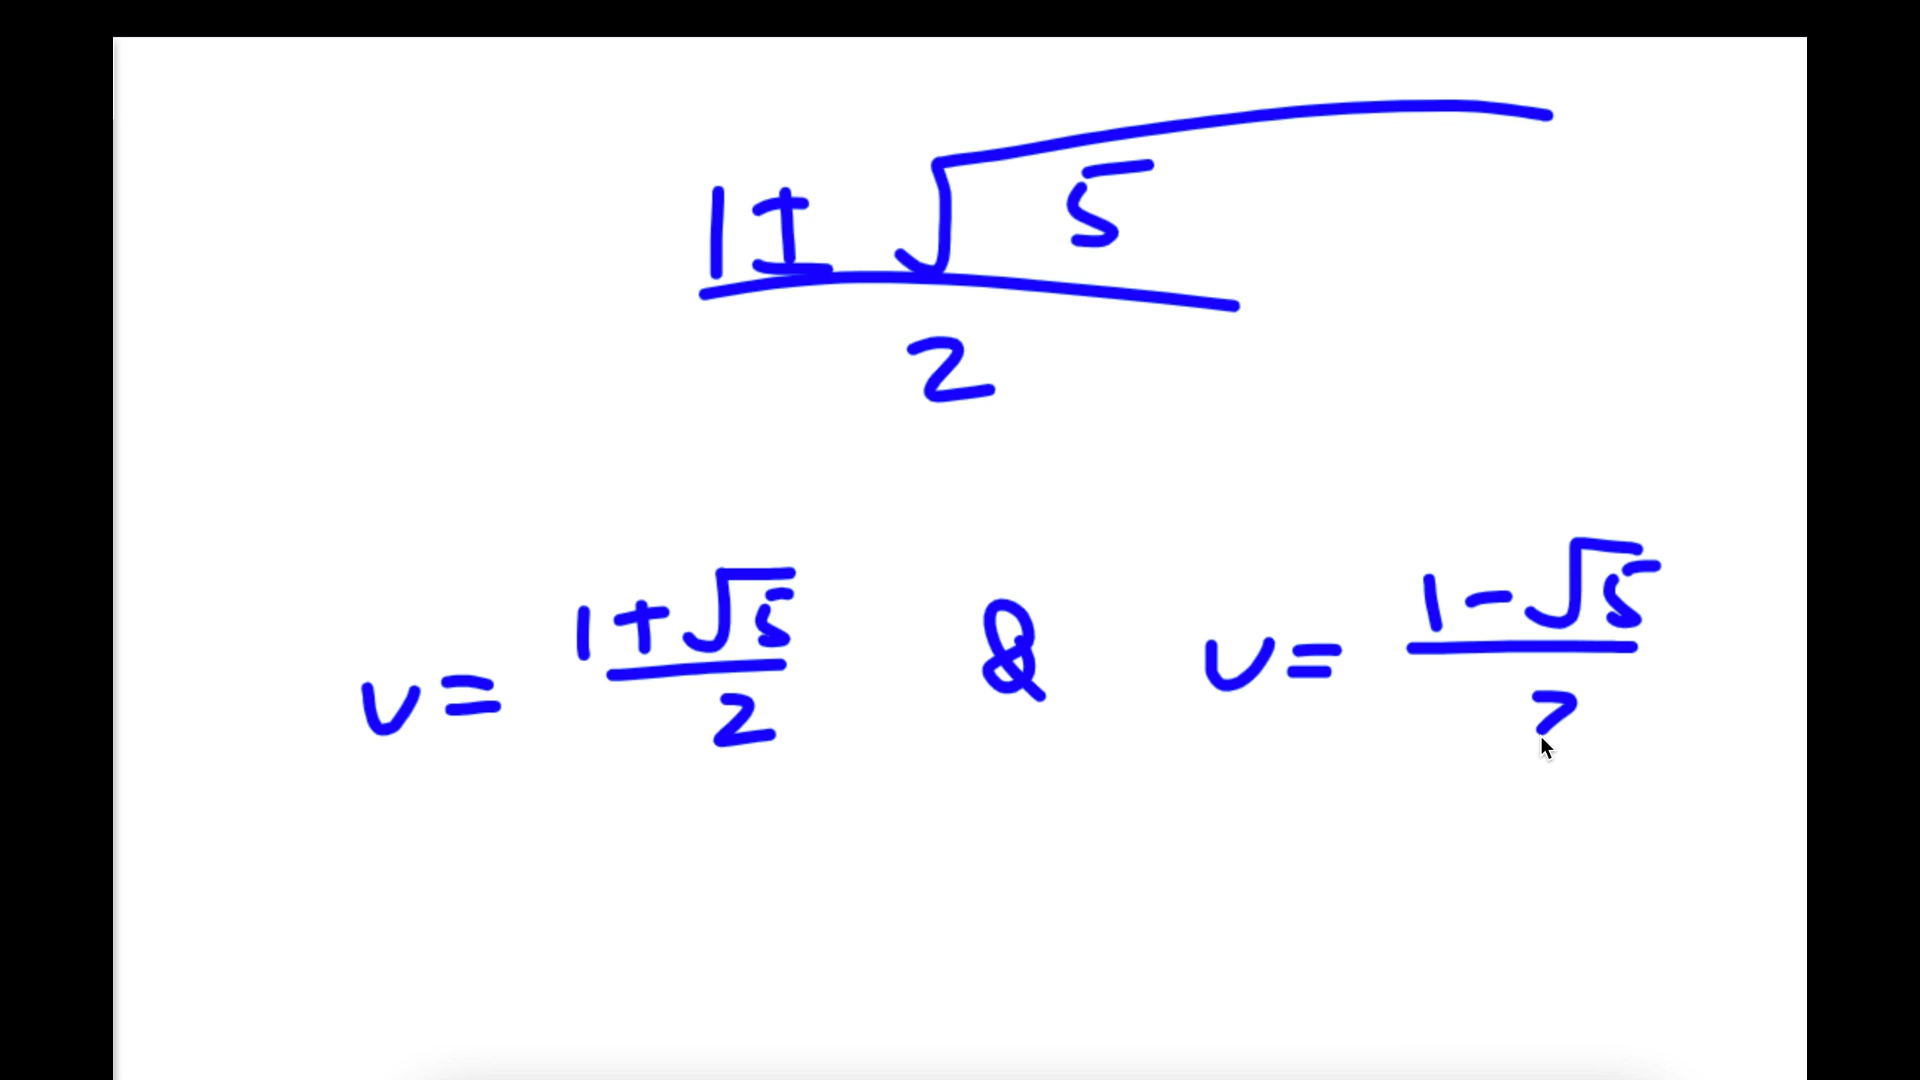 1 ± √5
2
u = (1 + √5) / 2 & u = (1 - √5) / 2